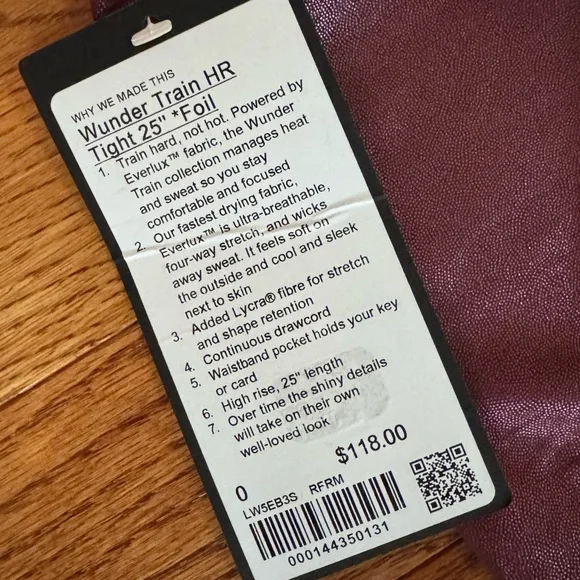 WHY WE MADE THIS
Wunder Train HR
Tight 25" *Foil
1. Train hard, not hot. Powered by
Everlux™ fabric, the Wunder
Train collection manages heat
and sweat so you stay
comfortable and focused
2. Our fastest drying fabric,
Everlux™ is ultra-breathable,
four-way stretch, and wicks
away sweat. It feels soft on
the outside and cool and sleek
next to skin
3. Added Lycra® fibre for stretch
and shape retention
4. Continuous drawcord
5. Waistband pocket holds your key
or card
6. High rise, 25" length
7. Over time the shiny details
will take on their own
well-loved look
$118.00
0
LW5EB3S RFRM
000144350131